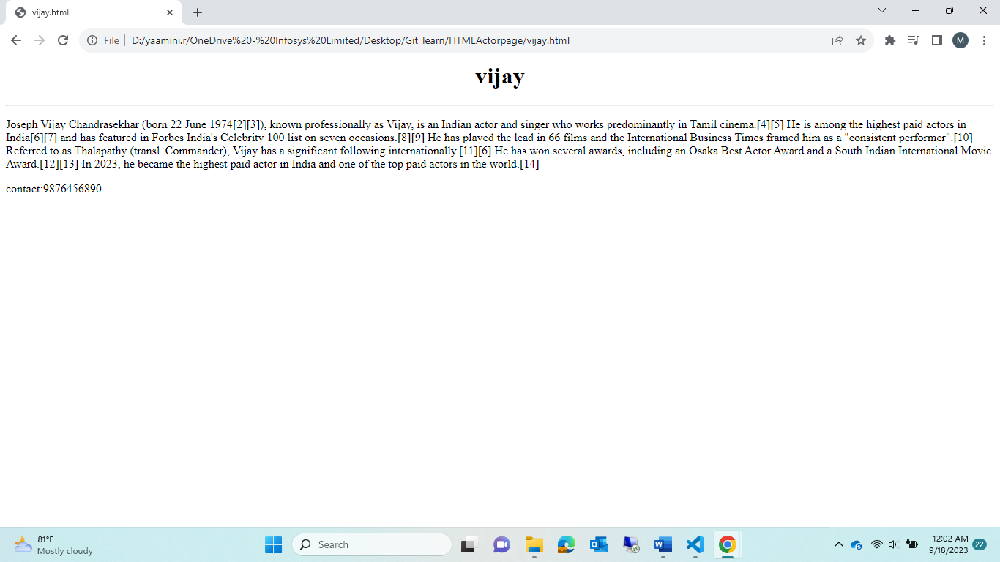 vijay.html
File
D:/yaamini.r/OneDrive%20-%20Infosys%20Limited/Desktop/Git_learn/HTMLActorpage/vijay.html
M
vijay
Joseph Vijay Chandrasekhar (born 22 June 1974[2][3]), known professionally as Vijay, is an Indian actor and singer who works predominantly in Tamil cinema.[4][5] He is among the highest paid actors in
India[6][7] and has featured in Forbes India's Celebrity 100 list on seven occasions.[8][9] He has played the lead in 66 films and the International Business Times framed him as a "consistent performer".[10]
Referred to as Thalapathy (transl. Commander), Vijay has a significant following internationally.[11][6] He has won several awards, including an Osaka Best Actor Award and a South Indian International Movie
Award.[12][13] In 2023, he became the highest paid actor in India and one of the top paid actors in the world.[14]
contact:9876456890
81°F
Mostly cloudy
Search
12:02 AM
9/18/2023
22